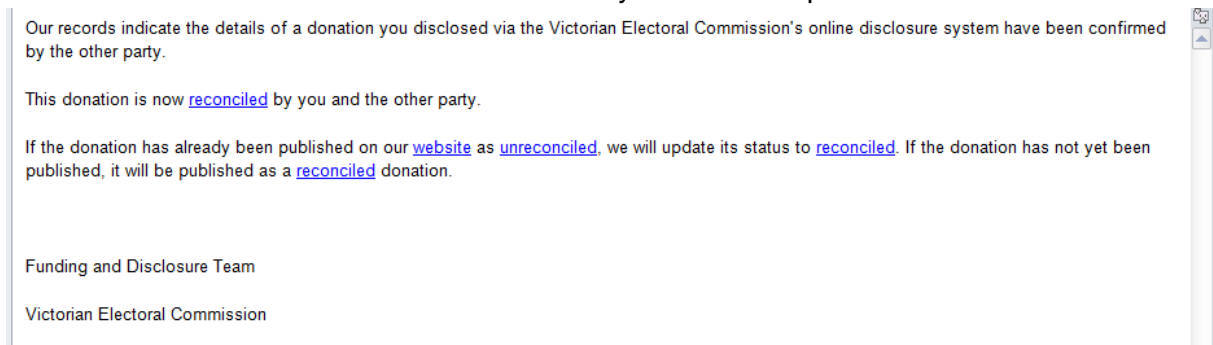 Our records indicate the details of a donation you disclosed via the Victorian Electoral Commission's online disclosure system have been confirmed
by the other party.
This donation is now reconciled by you and the other party.
If the donation has already been published on our website as unreconciled, we will update its status to reconciled. If the donation has not yet been
published, it will be published as a reconciled donation.
Funding and Disclosure Team
Victorian Electoral Commission